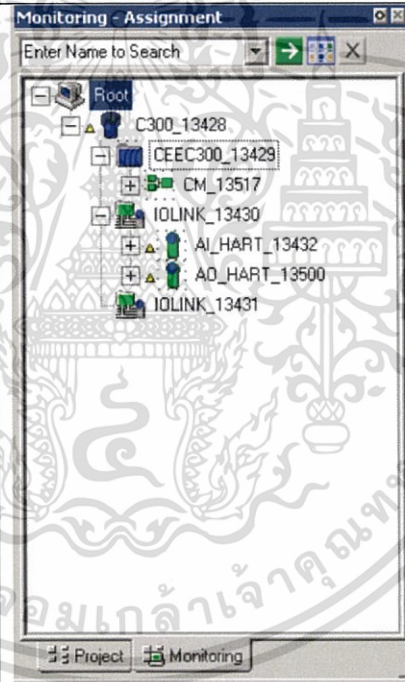 Monitoring - Assignment
Enter Name to Search
Root
C300_13428
CEEC300_13429
CM_13517
IOLINK_13430
AI_HART_13432
AO_HART_13500
IOLINK_13431
Project
Monitoring